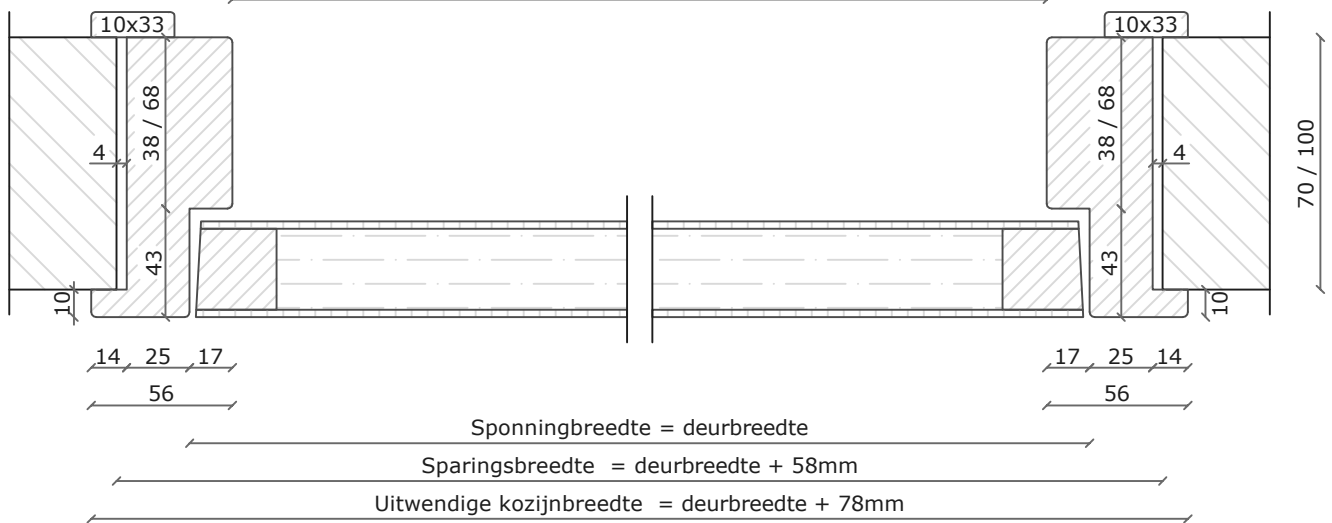 10x33 10x33
38 / 68 38 / 68
4 4
70 / 100
43 43
10 10
14 25 17 17 25 14
56 56
Sponningbreedte = deurbreedte
Sparingsbreedte = deurbreedte + 58mm
Uitwendige kozijnbreedte = deurbreedte + 78mm